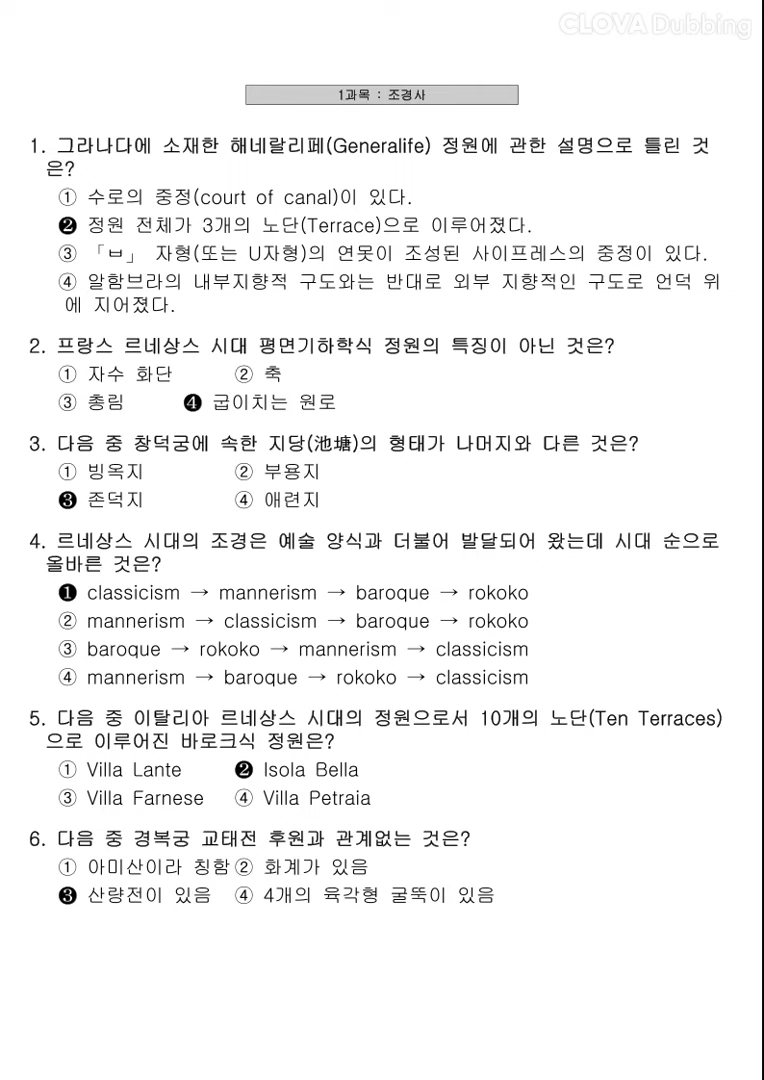 CLOVA Dubbing
1과목 : 조경사
1. 그라나다에 소재한 해네랄리페(Generalife) 정원에 관한 설명으로 틀린 것
은?
① 수로의 중정(court of canal)이 있다.
❷ 정원 전체가 3개의 노단(Terrace)으로 이루어졌다.
③ 「ㅂ」 자형(또는 U자형)의 연못이 조성된 사이프레스의 중정이 있다.
④ 알함브라의 내부지향적 구도와는 반대로 외부 지향적인 구도로 언덕 위
에 지어졌다.
2. 프랑스 르네상스 시대 평면기하학식 정원의 특징이 아닌 것은?
① 자수 화단 ② 축
③ 총림 ❹ 굽이치는 원로
3. 다음 중 창덕궁에 속한 지당(池塘)의 형태가 나머지와 다른 것은?
① 빙옥지 ② 부용지
❸ 존덕지 ④ 애련지
4. 르네상스 시대의 조경은 예술 양식과 더불어 발달되어 왔는데 시대 순으로
올바른 것은?
❶ classicism → mannerism → baroque → rokoko
② mannerism → classicism → baroque → rokoko
③ baroque → rokoko → mannerism → classicism
④ mannerism → baroque → rokoko → classicism
5. 다음 중 이탈리아 르네상스 시대의 정원으로서 10개의 노단(Ten Terraces)
으로 이루어진 바로크식 정원은?
① Villa Lante ❷ Isola Bella
③ Villa Farnese ④ Villa Petraia
6. 다음 중 경복궁 교태전 후원과 관계없는 것은?
① 아미산이라 칭함 ② 화계가 있음
❸ 산량전이 있음 ④ 4개의 육각형 굴뚝이 있음